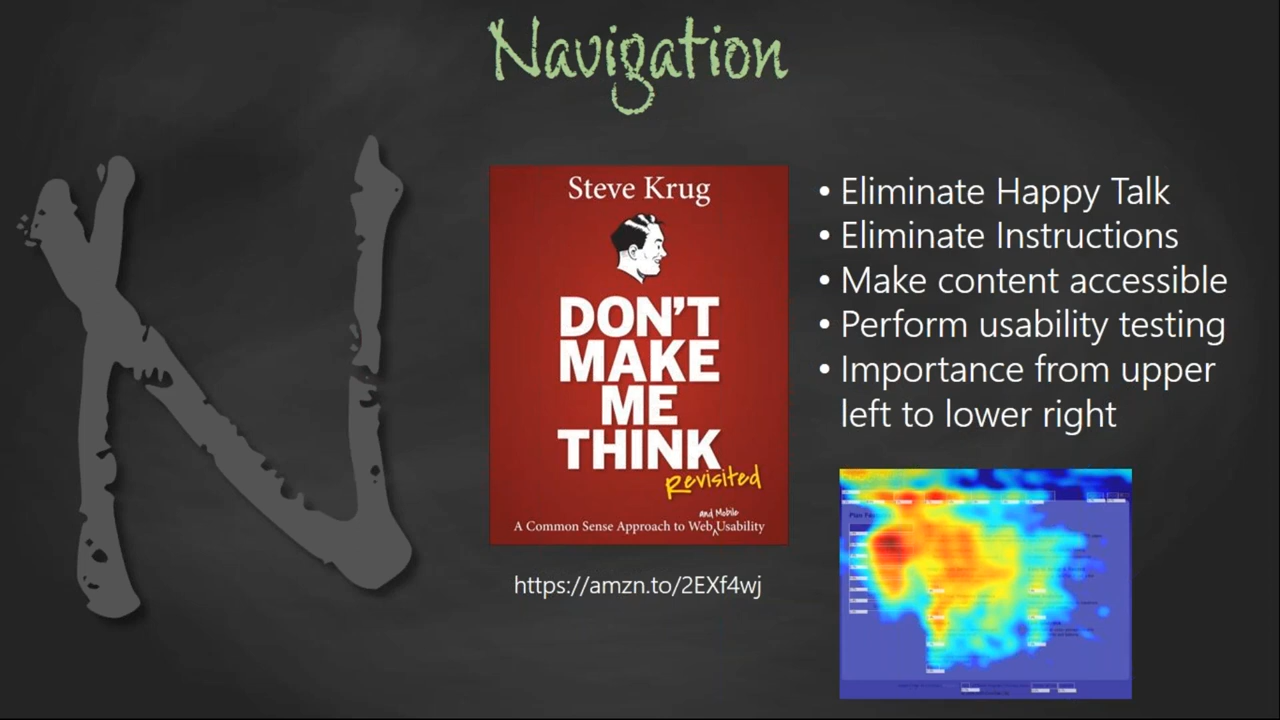 Navigation
N
Steve Krug
DON'T
MAKE
ME
THINK
Revisited
and Mobile
A Common Sense Approach to Web Usability
https://amzn.to/2EXf4wj
• Eliminate Happy Talk
• Eliminate Instructions
• Make content accessible
• Perform usability testing
• Importance from upper
left to lower right